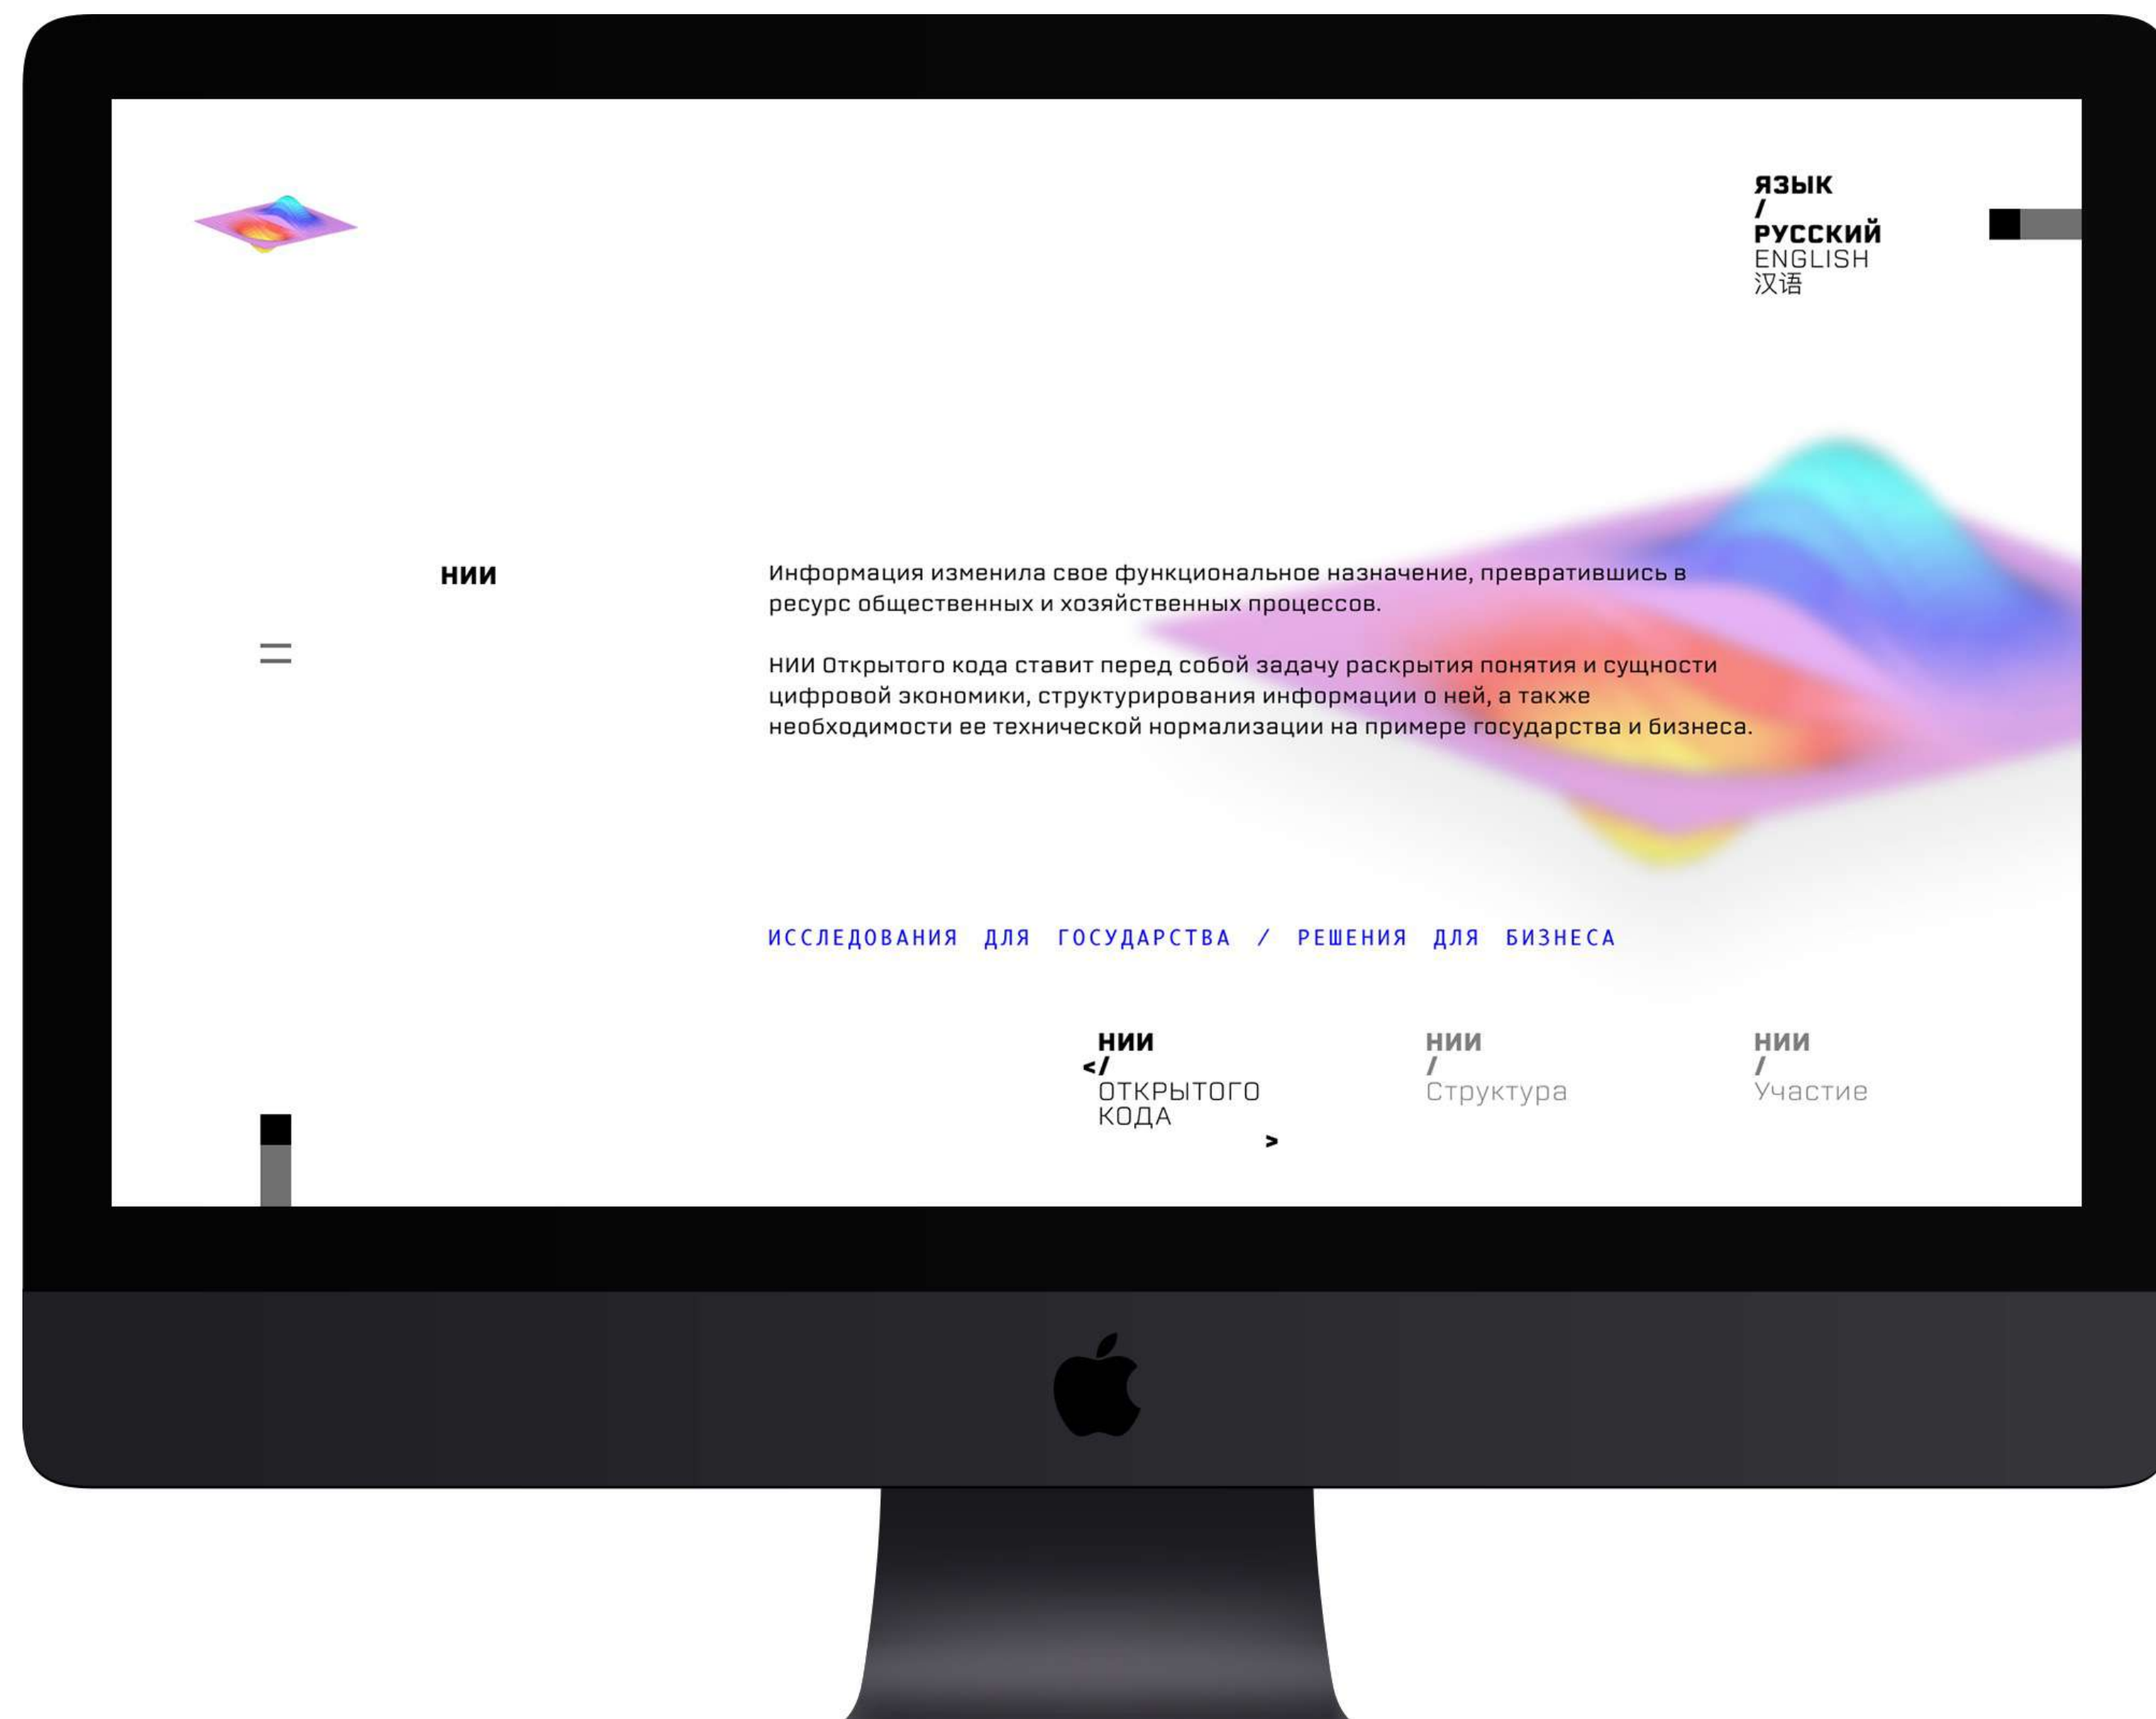 ЯЗЫК
/
РУССКИЙ
ENGLISH
汉语
НИИ
Информация изменила свое функциональное назначение, превратившись в
ресурс общественных и хозяйственных процессов.
НИИ Открытого кода ставит перед собой задачу раскрытия понятия и сущности
цифровой экономики, структурирования информации о ней, а также
необходимости ее технической нормализации на примере государства и бизнеса.
ИССЛЕДОВАНИЯ ДЛЯ ГОСУДАРСТВА / РЕШЕНИЯ ДЛЯ БИЗНЕСА
НИИ
</
ОТКРЫТОГО
КОДА
>
НИИ
/
Структура
НИИ
/
Участие